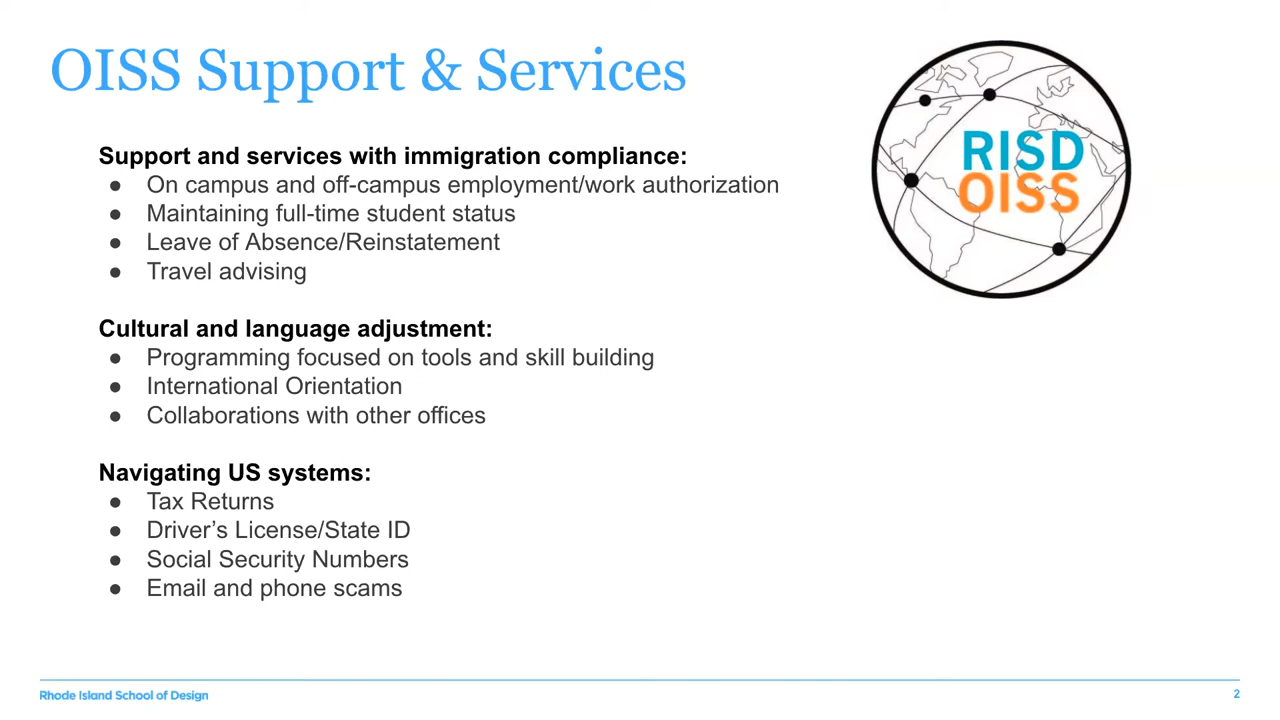 OISS Support & Services
RISD
OISS
Support and services with immigration compliance:
● On campus and off-campus employment/work authorization
● Maintaining full-time student status
● Leave of Absence/Reinstatement
● Travel advising
Cultural and language adjustment:
● Programming focused on tools and skill building
● International Orientation
● Collaborations with other offices
Navigating US systems:
● Tax Returns
● Driver’s License/State ID
● Social Security Numbers
● Email and phone scams
Rhode Island School of Design
2